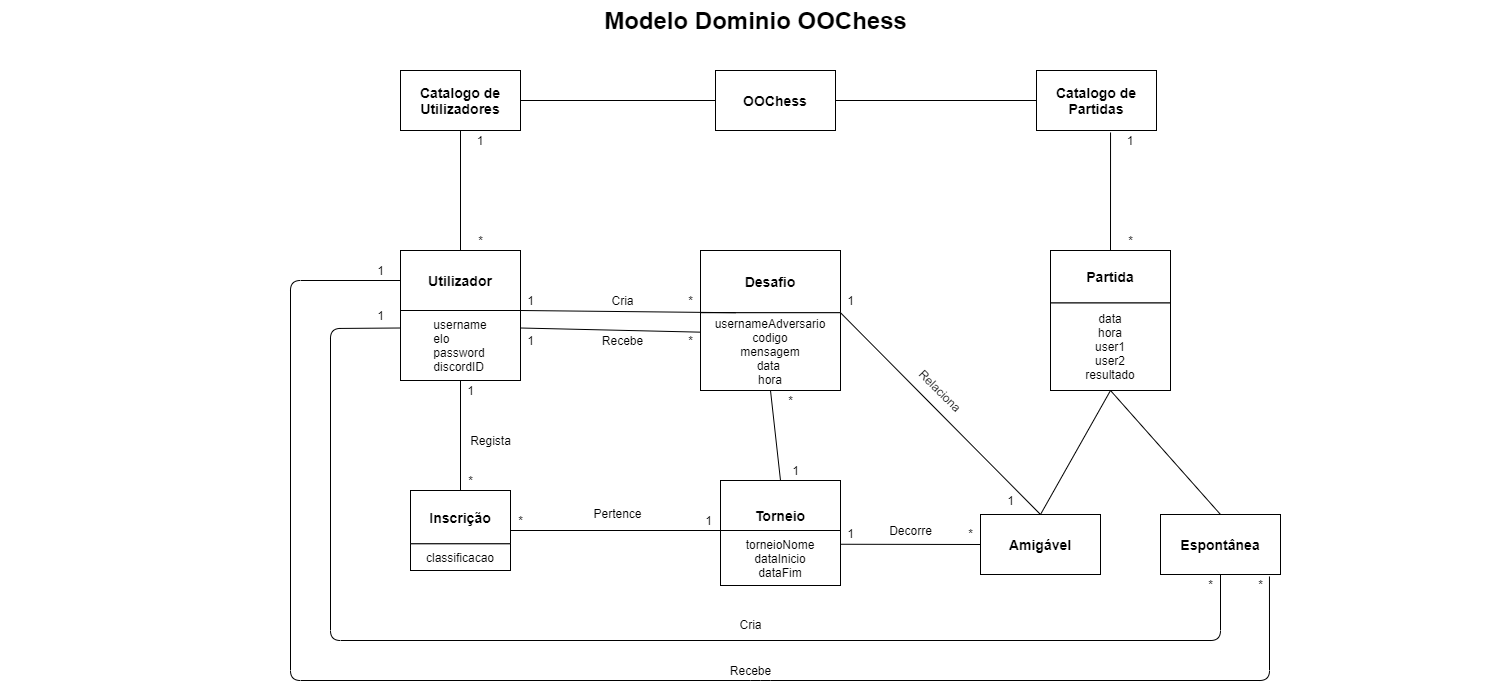 Modelo Dominio OOChess
Catalogo de
Utilizadores
OOChess
Catalogo de
Partidas
1
1
*
*
Utilizador
username
elo
password
discordID
1
1
1
Cria
*
1
Recebe
*
Desafio
usernameAdversario
codigo
mensagem
data
hora
1
Relaciona
1
Partida
data
hora
user1
user2
resultado
1
Regista
*
*
1
Inscrição
classificacao
*
Pertence
1
Torneio
torneioNome
dataInicio
dataFim
1
Decorre
*
Amigável
Espontânea
*
*
Cria
Recebe